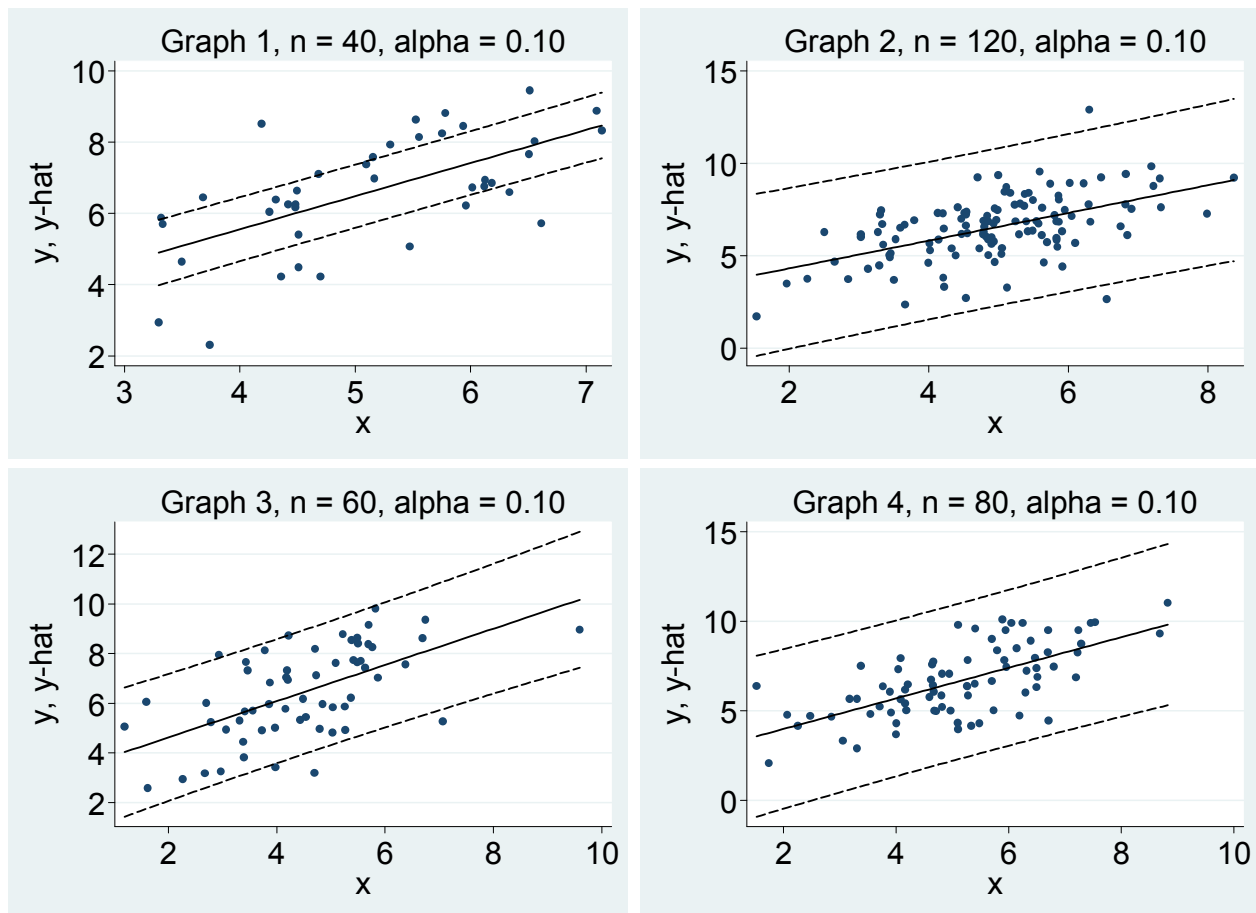 Graph 1, n = 40, alpha = 0.10
10
8
6
4
2
y, y-hat
3 4 5 6 7
x
Graph 2, n = 120, alpha = 0.10
15
10
5
0
y, y-hat
2 4 6 8
x
Graph 3, n = 60, alpha = 0.10
12
10
8
6
4
2
y, y-hat
2 4 6 8 10
x
Graph 4, n = 80, alpha = 0.10
15
10
5
0
y, y-hat
2 4 6 8 10
x